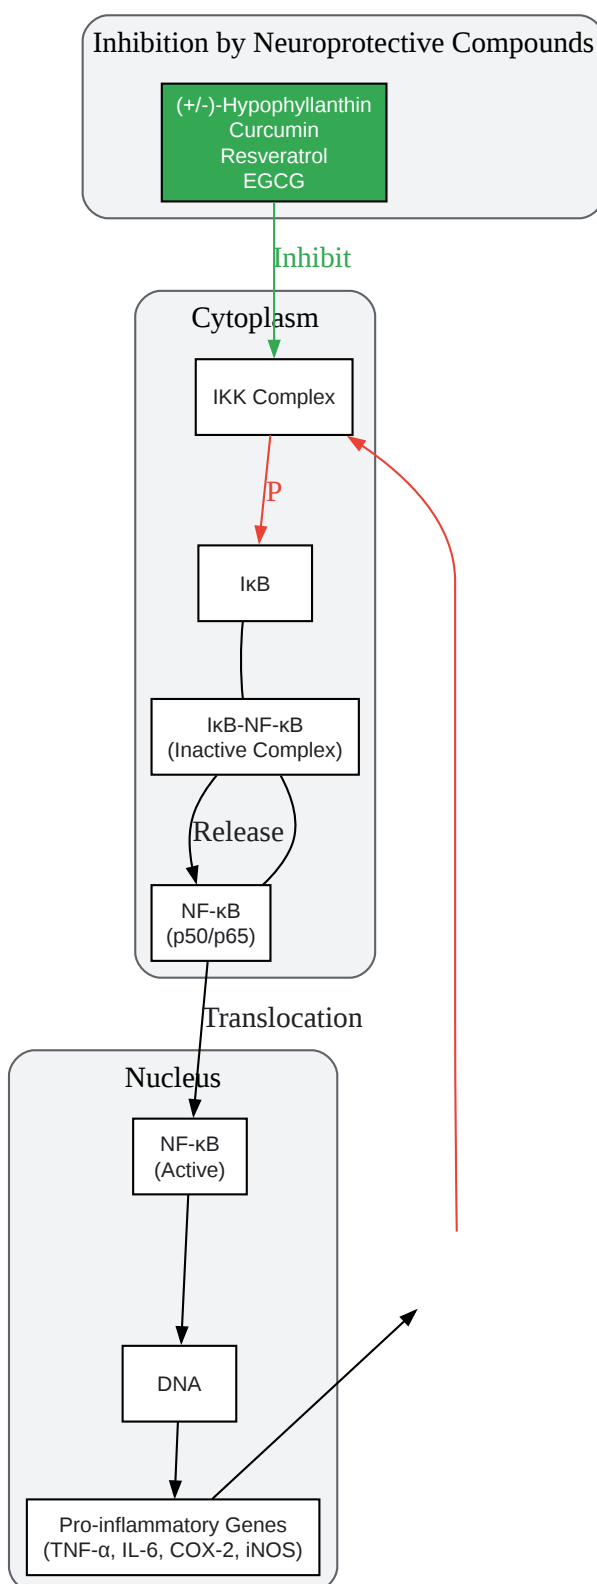 Inhibition by Neuroprotective Compounds
(+/-)-Hypophyllanthin
Curcumin
Resveratrol
EGCG
Inhibit
Cytoplasm
IKK Complex
P
IκB
IκB-NF-κB
(Inactive Complex)
Release
NF-κB
(p50/p65)
Translocation
Nucleus
NF-κB
(Active)
DNA
Pro-inflammatory Genes
(TNF-α, IL-6, COX-2, iNOS)